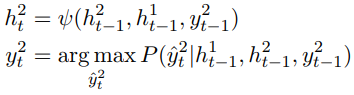 h_t^2 = ψ(h_{t−1}^2, h_{t−1}^1, y_{t−1}^2)
y_t^2 = arg max_{ŷ_t^2} P(ŷ_t^2|h_{t−1}^1, h_{t−1}^2, y_{t−1}^2)